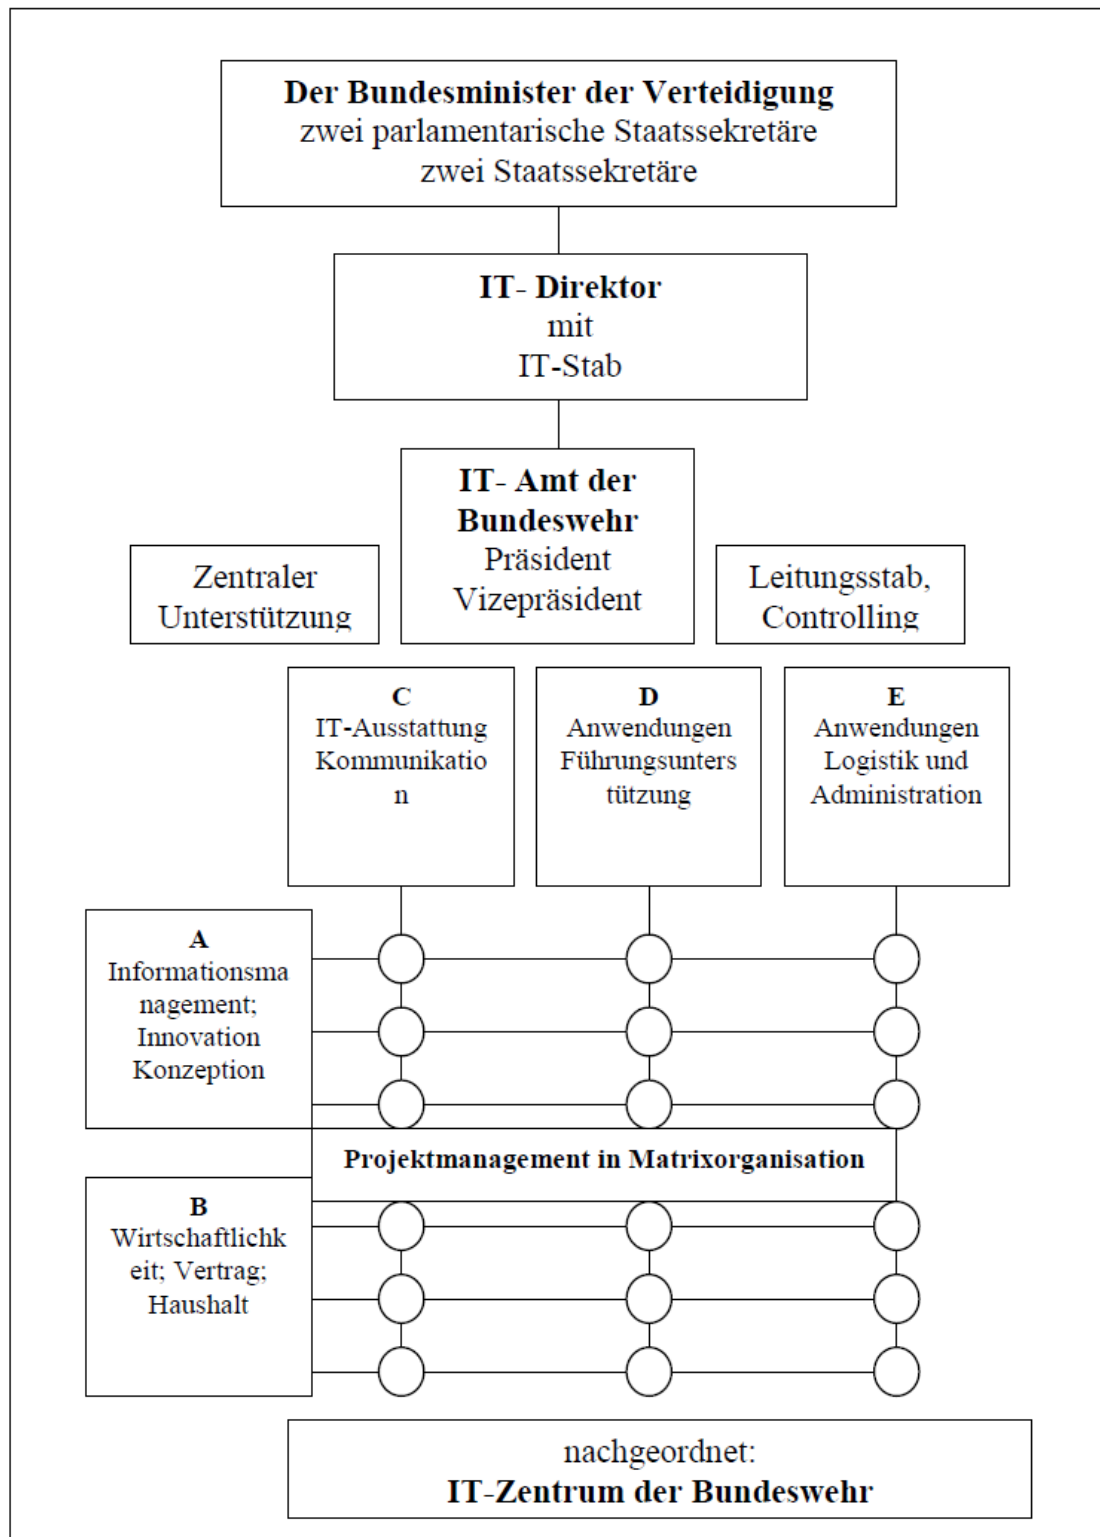 Der Bundesminister der Verteidigung
zwei parlamentarische Staatssekretäre
zwei Staatssekretäre
IT- Direktor
mit
IT-Stab
IT- Amt der
Bundeswehr
Präsident
Vizepräsident
Zentraler
Unterstützung
Leitungsstab,
Controlling
C
IT-Ausstattung
Kommunikatio
n
D
Anwendungen
Führungsunters
tützung
E
Anwendungen
Logistik und
Administration
A
Informationsma
nagement;
Innovation
Konzeption
Projektmanagement in Matrixorganisation
B
Wirtschaftlichk
eit; Vertrag;
Haushalt
nachgeordnet:
IT-Zentrum der Bundeswehr